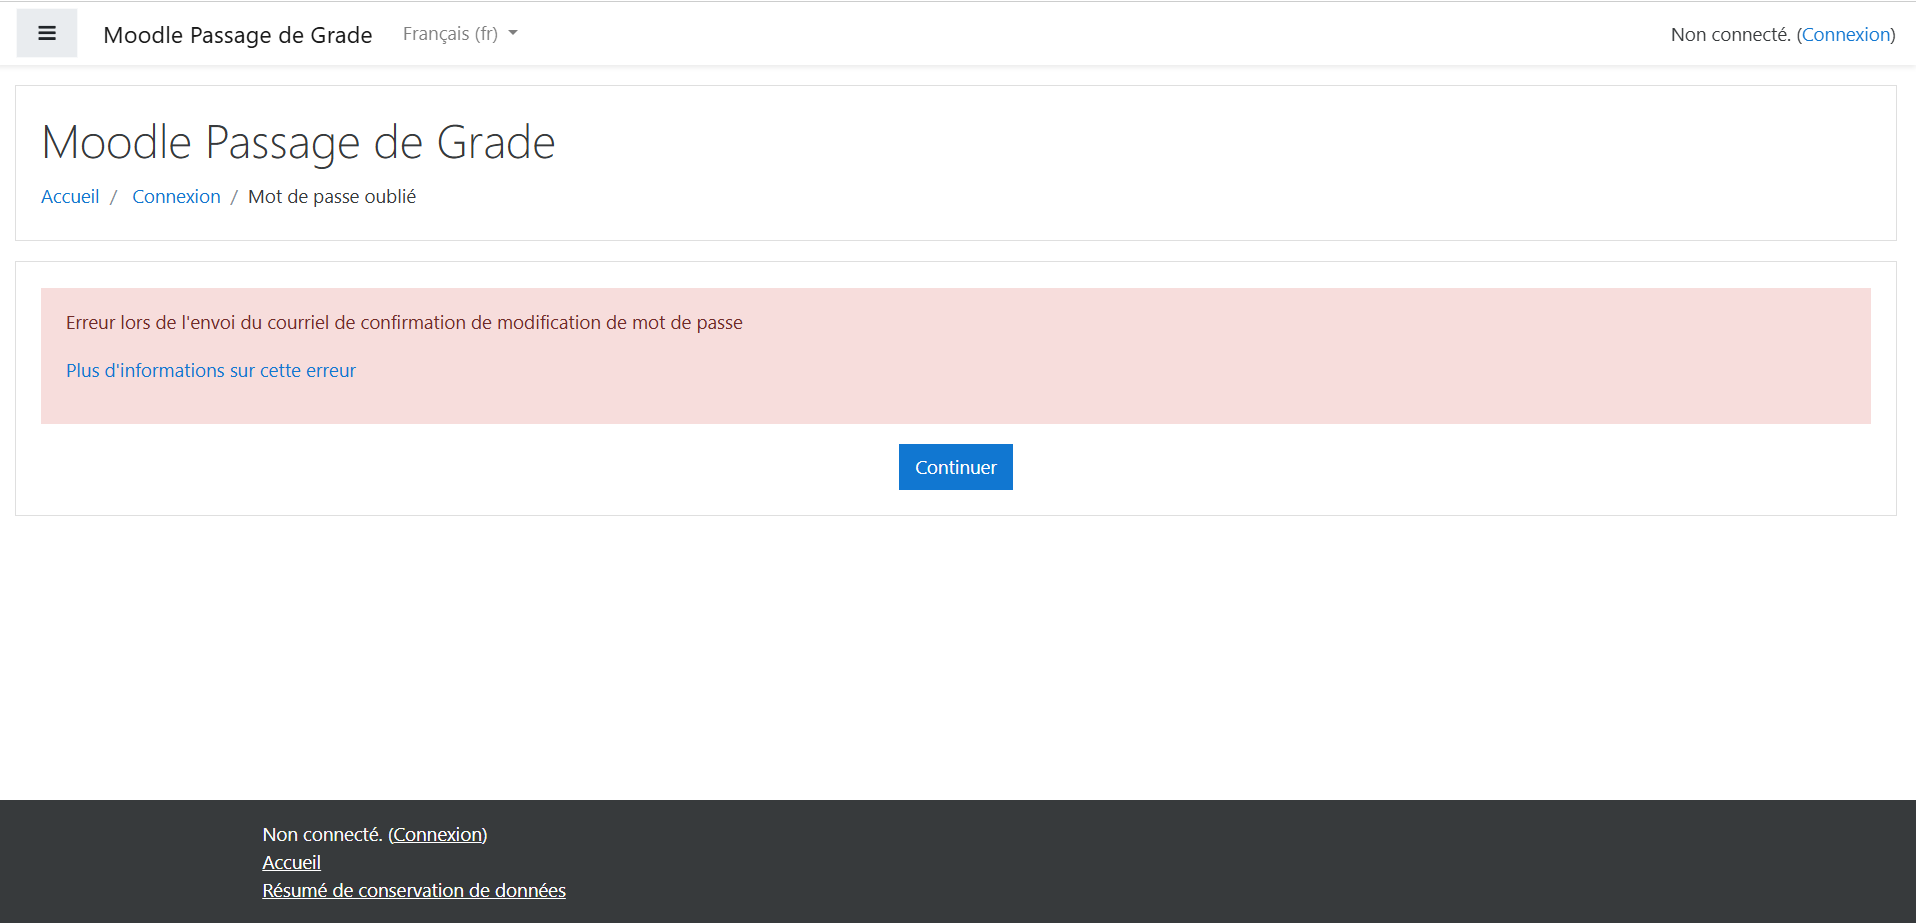 Moodle Passage de Grade
Français (fr)
Non connecté. (Connexion)
Moodle Passage de Grade
Accueil / Connexion / Mot de passe oublié
Erreur lors de l'envoi du courriel de confirmation de modification de mot de passe
Plus d'informations sur cette erreur
Continuer
Non connecté. (Connexion)
Accueil
Résumé de conservation de données